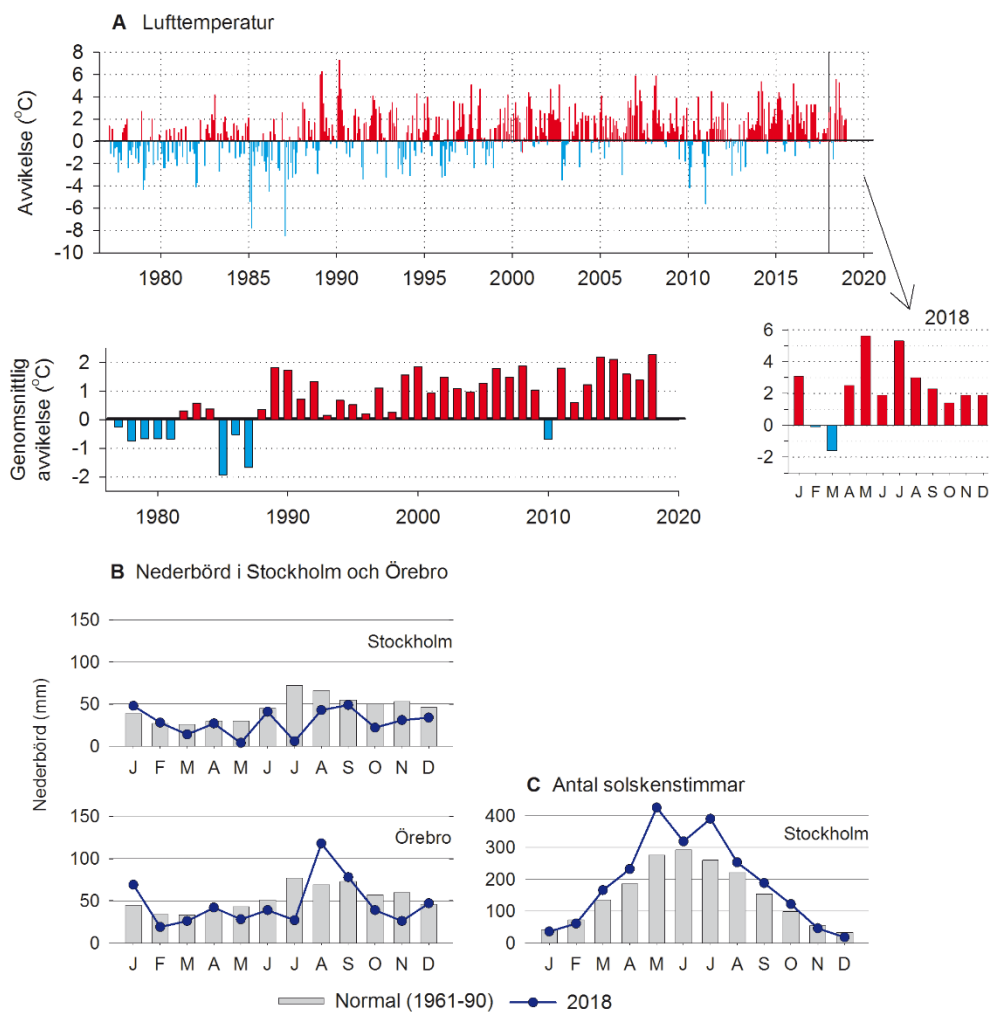 A Lufttemperatur
Avvikelse (°C)
8
6
4
2
0
-2
-4
-6
-8
-10
1980 1985 1990 1995 2000 2005 2010 2015 2020
Genomsnittlig
avvikelse (°C)
2
1
0
-1
-2
1980 1990 2000 2010 2020
2018
6
4
2
0
-2
J F M A M J J A S O N D
B Nederbörd i Stockholm och Örebro
Nederbörd (mm)
Stockholm
150
100
50
0
J F M A M J J A S O N D
Örebro
150
100
50
0
J F M A M J J A S O N D
C Antal solskenstimmar
Stockholm
400
300
200
100
0
J F M A M J J A S O N D
Normal (1961-90) 2018